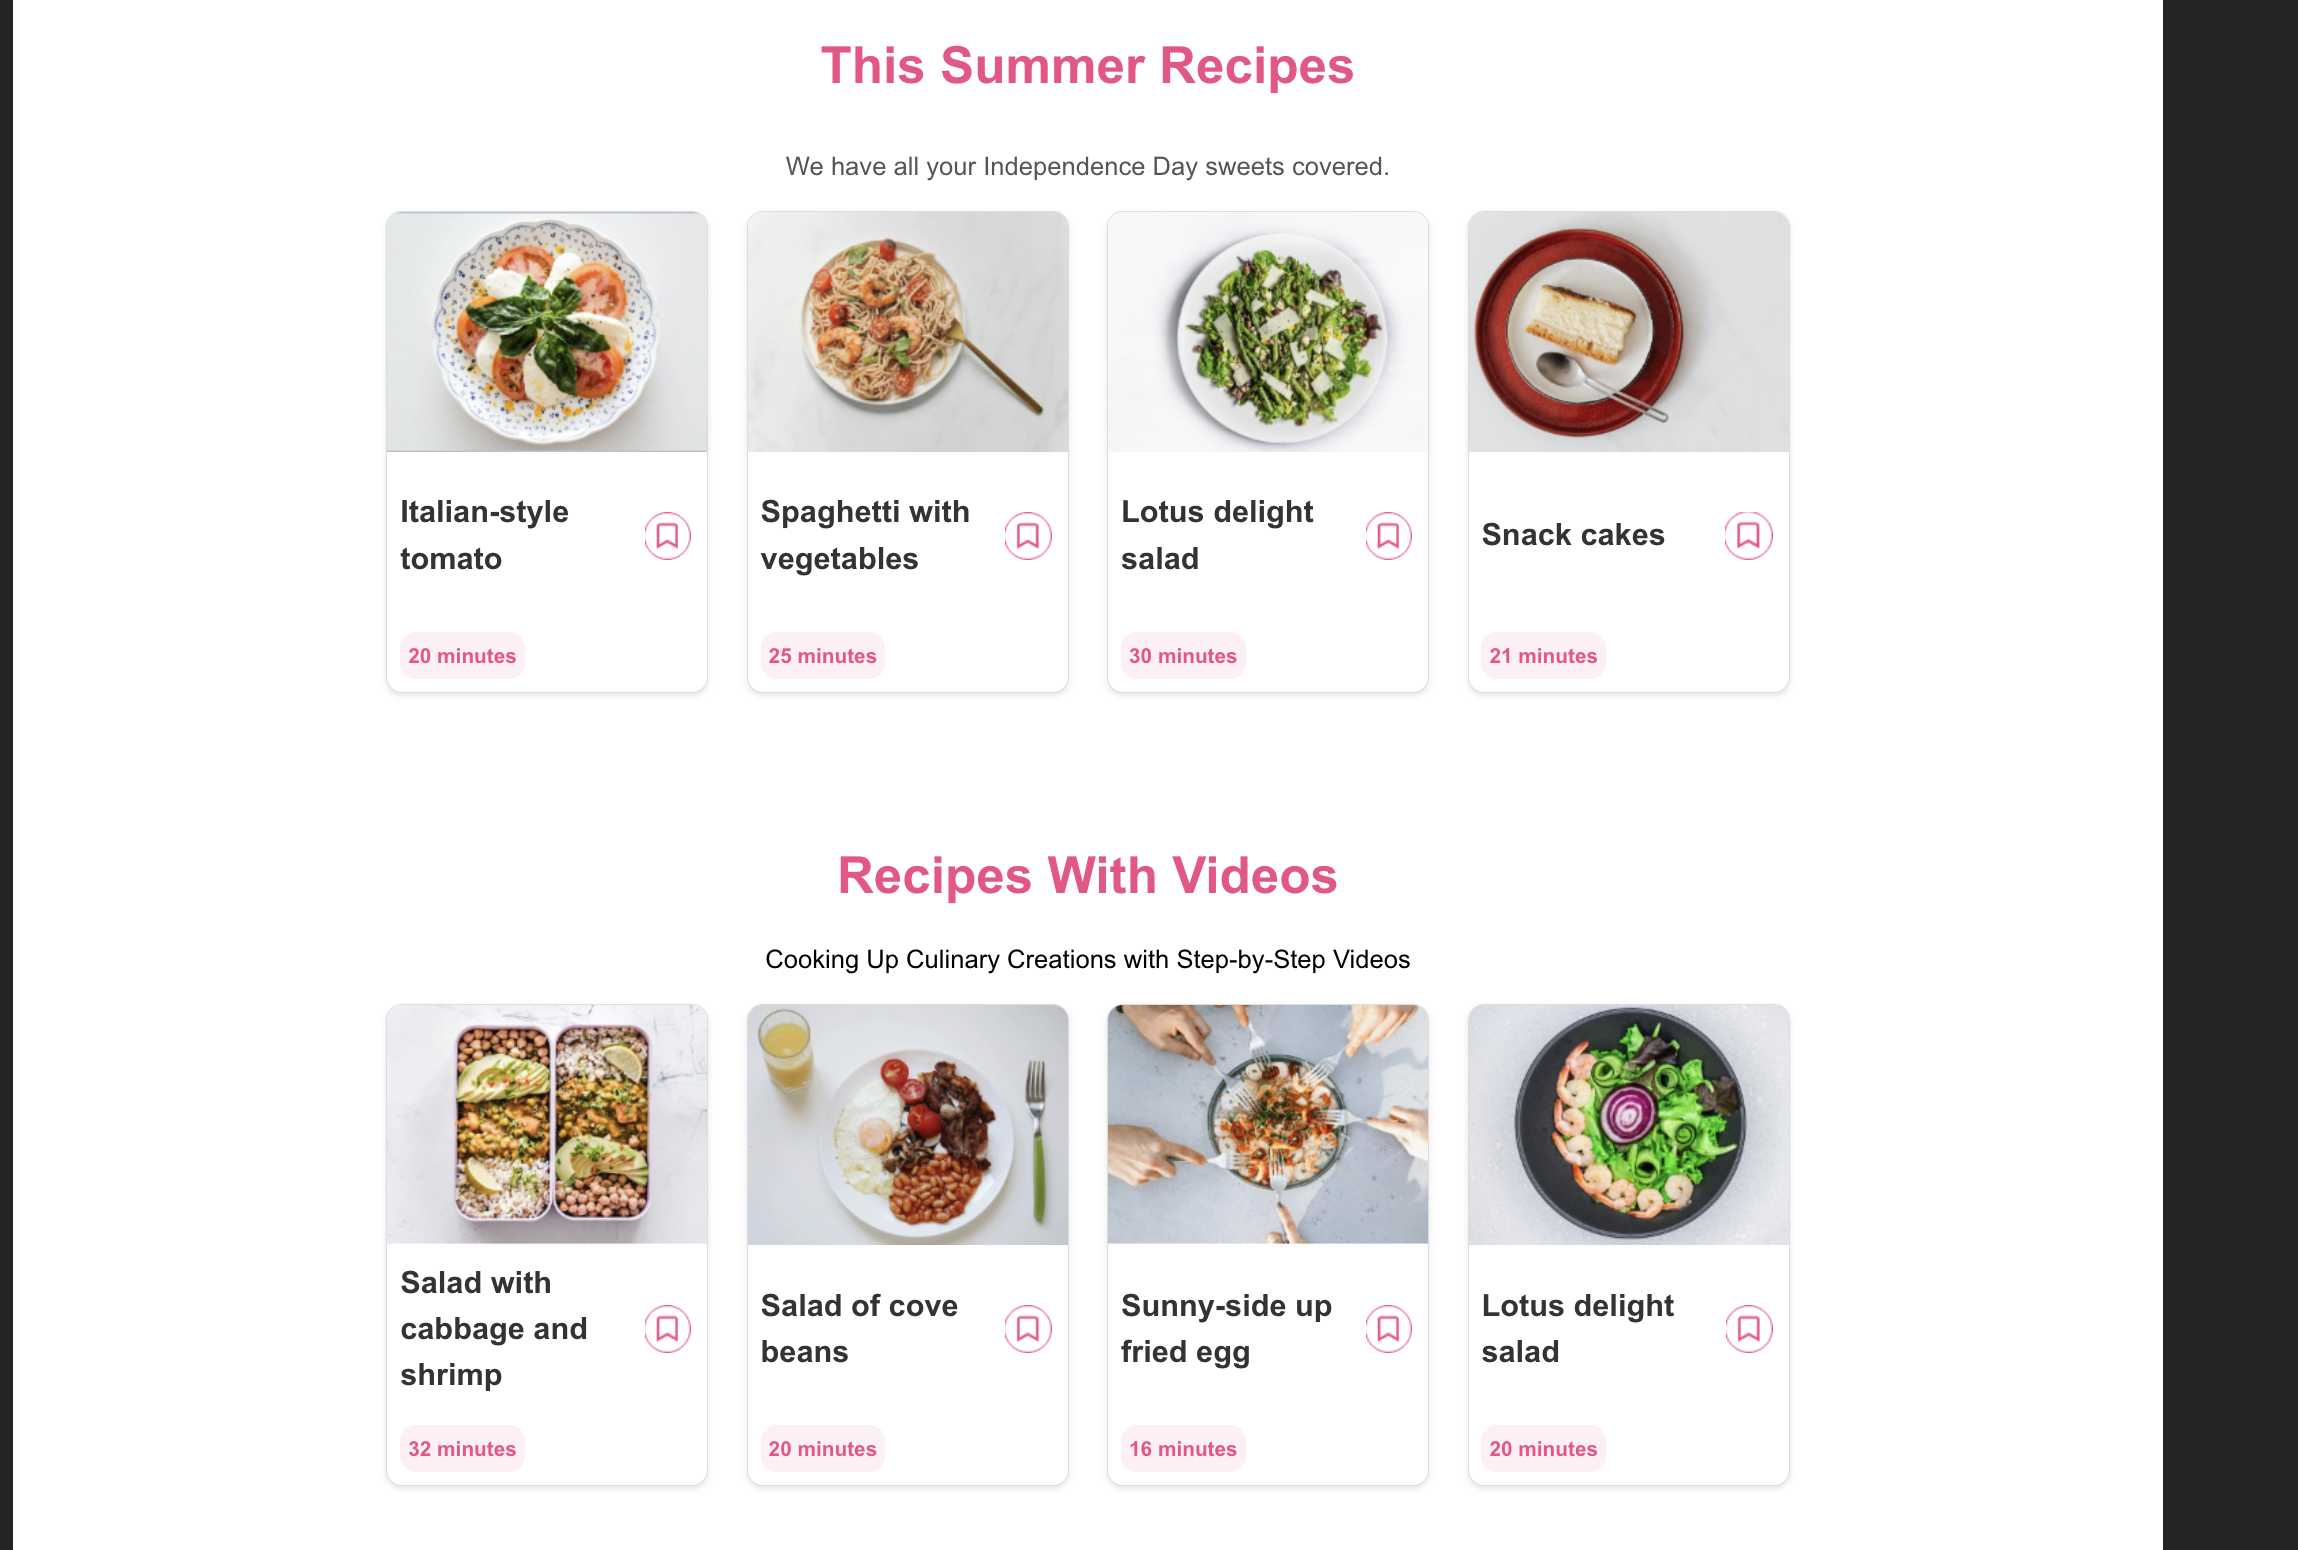 This Summer Recipes
We have all your Independence Day sweets covered.
Italian-style
tomato
20 minutes
Spaghetti with
vegetables
25 minutes
Lotus delight
salad
30 minutes
Snack cakes
21 minutes
Recipes With Videos
Cooking Up Culinary Creations with Step-by-Step Videos
Salad with
cabbage and
shrimp
32 minutes
Salad of cove
beans
20 minutes
Sunny-side up
fried egg
16 minutes
Lotus delight
salad
20 minutes